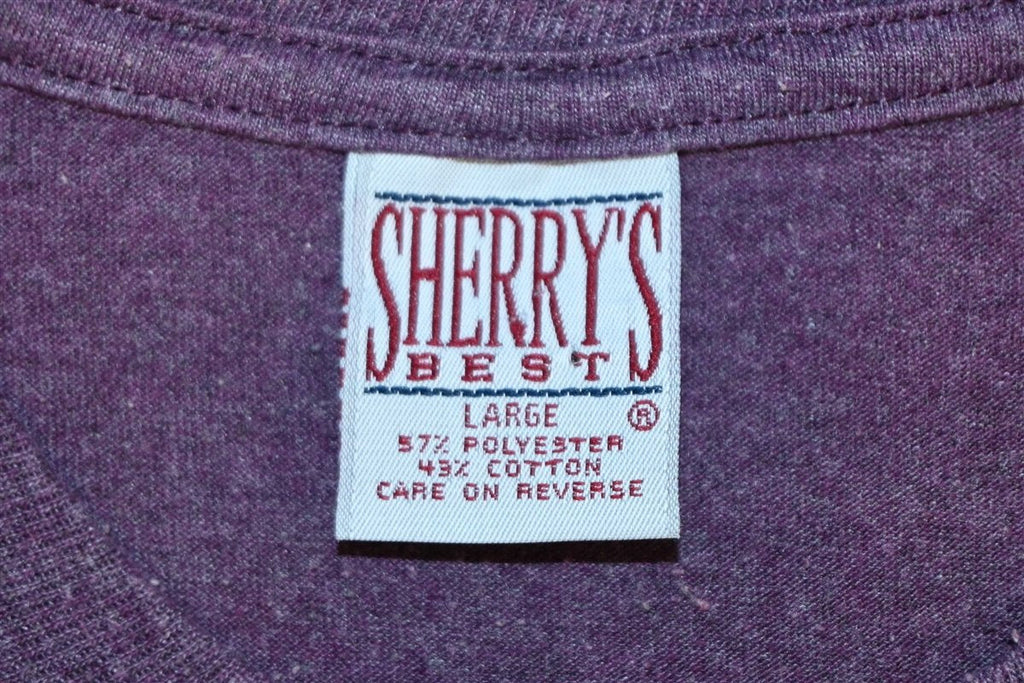 SHERRY'S
BEST
LARGE ®
57% POLYESTER
43% COTTON
CARE ON REVERSE